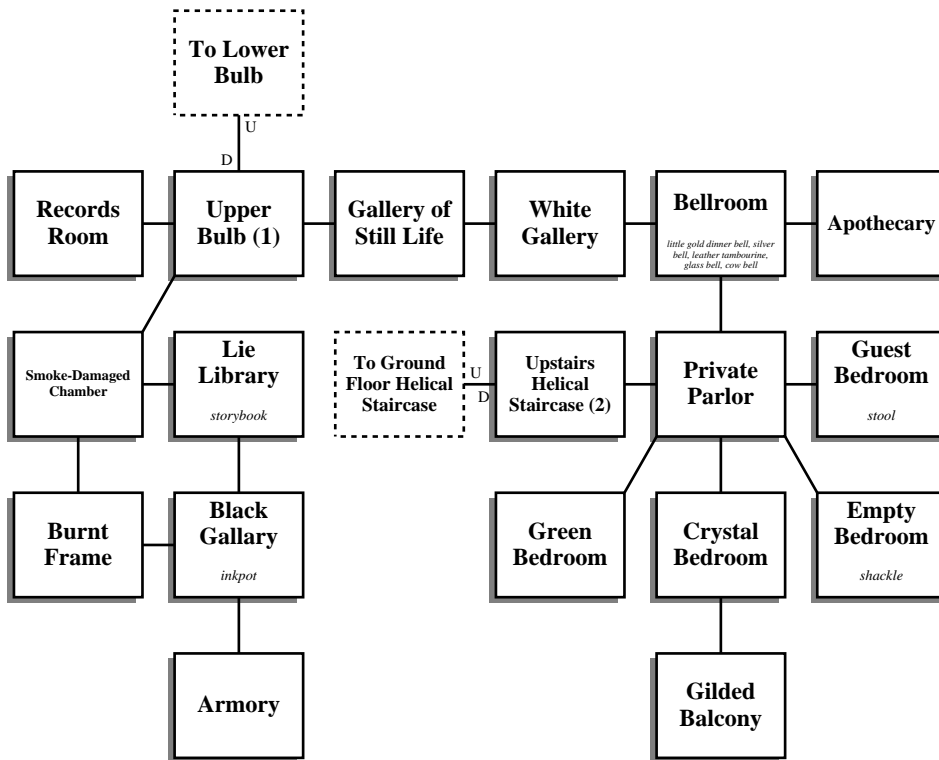 To Lower
Bulb
U
D
Records
Room
Upper
Bulb (1)
Gallery of
Still Life
White
Gallery
Bellroom
little gold dinner bell, silver
bell, leather tambourine,
glass bell, cow bell
Apothecary
Smoke-Damaged
Chamber
Lie
Library
storybook
To Ground
Floor Helical
Staircase
U
D
Upstairs
Helical
Staircase (2)
Private
Parlor
Guest
Bedroom
stool
Burnt
Frame
Black
Gallary
inkpot
Green
Bedroom
Crystal
Bedroom
Empty
Bedroom
shackle
Armory
Gilded
Balcony